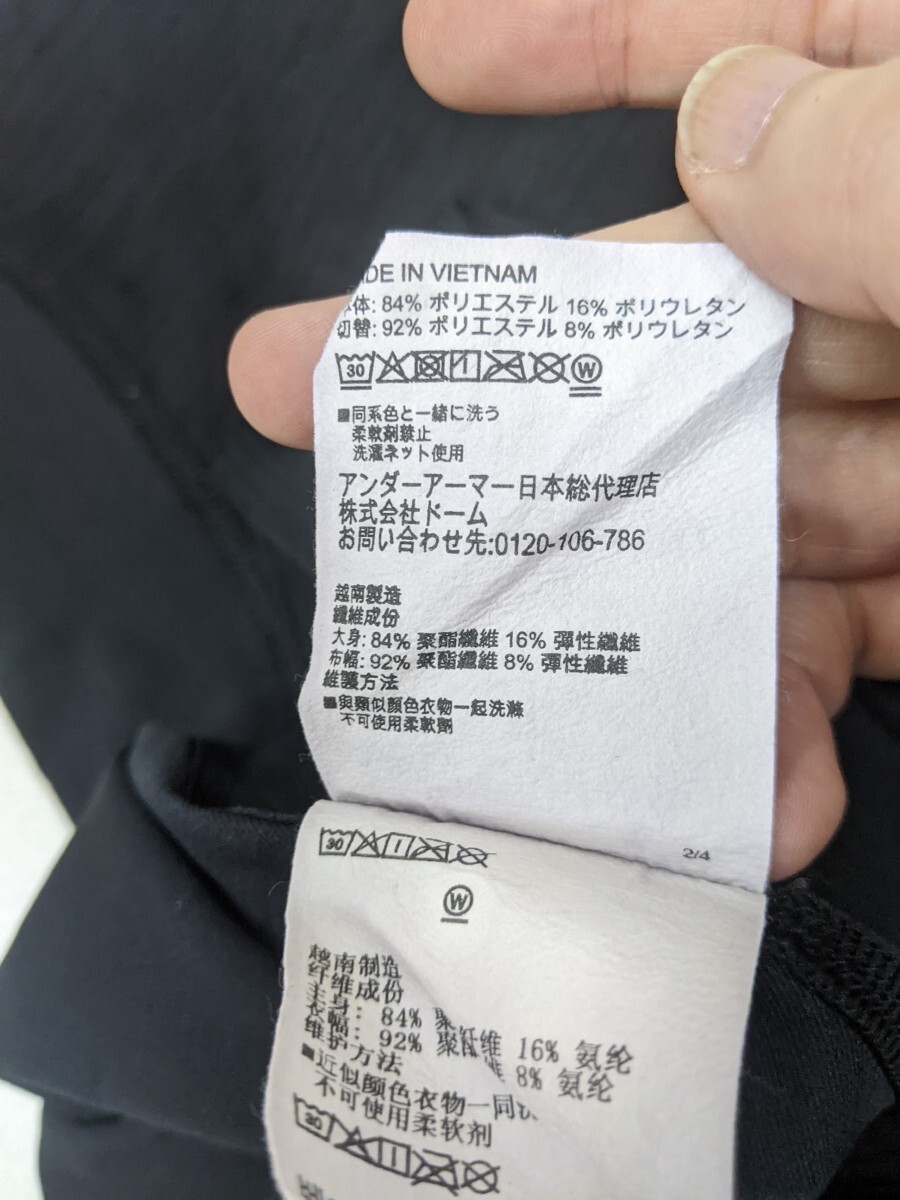 ADE IN VIETNAM
本体: 84% ポリエステル 16% ポリウレタン
切替: 92% ポリエステル 8% ポリウレタン
30 W
■同系色と一緒に洗う
柔軟剤禁止
洗濯ネット使用
アンダーアーマー日本総代理店
株式会社ドーム
お問い合わせ先:0120-106-786
越南製造
纖維成份
大身: 84% 聚酯纖維 16% 彈性纖維
布幅: 92% 聚酯纖維 8% 彈性纖維
維護方法
■與類似顏色衣物一起洗滌
不可使用柔軟劑
2/4
30
W
越南制造
纤维成份
主身: 84% 聚 纤维 16% 氨纶
衣幅: 92% 聚 维 8% 氨纶
维护方法
■近似颜色衣物一同
不可使用柔软剂
30